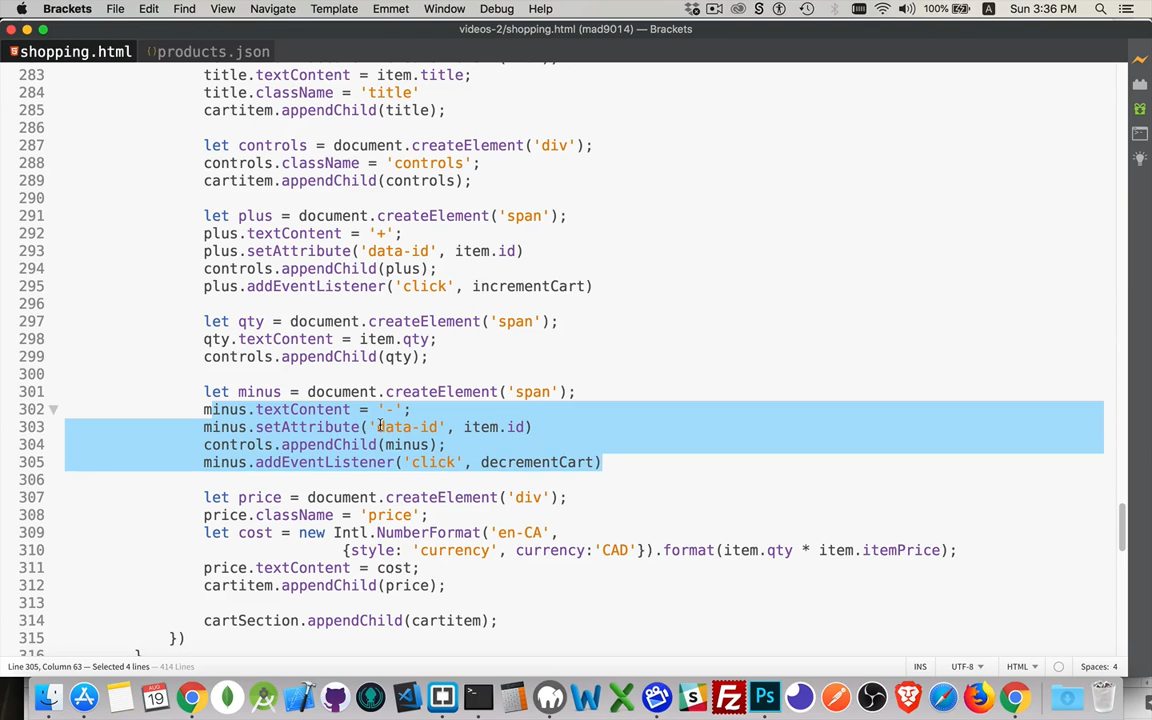 Brackets File Edit Find View Navigate Template Emmet Window Debug Help 100% A Sun 3:36 PM
videos-2/shopping.html (mad9014) — Brackets
shopping.html products.json
283 title.textContent = item.title;
284 title.className = 'title'
285 cartitem.appendChild(title);
286
287 let controls = document.createElement('div');
288 controls.className = 'controls';
289 cartitem.appendChild(controls);
290
291 let plus = document.createElement('span');
292 plus.textContent = '+';
293 plus.setAttribute('data-id', item.id)
294 controls.appendChild(plus);
295 plus.addEventListener('click', incrementCart)
296
297 let qty = document.createElement('span');
298 qty.textContent = item.qty;
299 controls.appendChild(qty);
300
301 let minus = document.createElement('span');
302 minus.textContent = '-';
303 minus.setAttribute('data-id', item.id)
304 controls.appendChild(minus);
305 minus.addEventListener('click', decrementCart)
306
307 let price = document.createElement('div');
308 price.className = 'price';
309 let cost = new Intl.NumberFormat('en-CA',
310 {style: 'currency', currency:'CAD'}).format(item.qty * item.itemPrice);
311 price.textContent = cost;
312 cartitem.appendChild(price);
313
314 cartSection.appendChild(cartitem);
315 })
316 }
Line 305, Column 63 — Selected 4 lines — 414 Lines INS UTF-8 HTML Spaces: 4
AUG
19